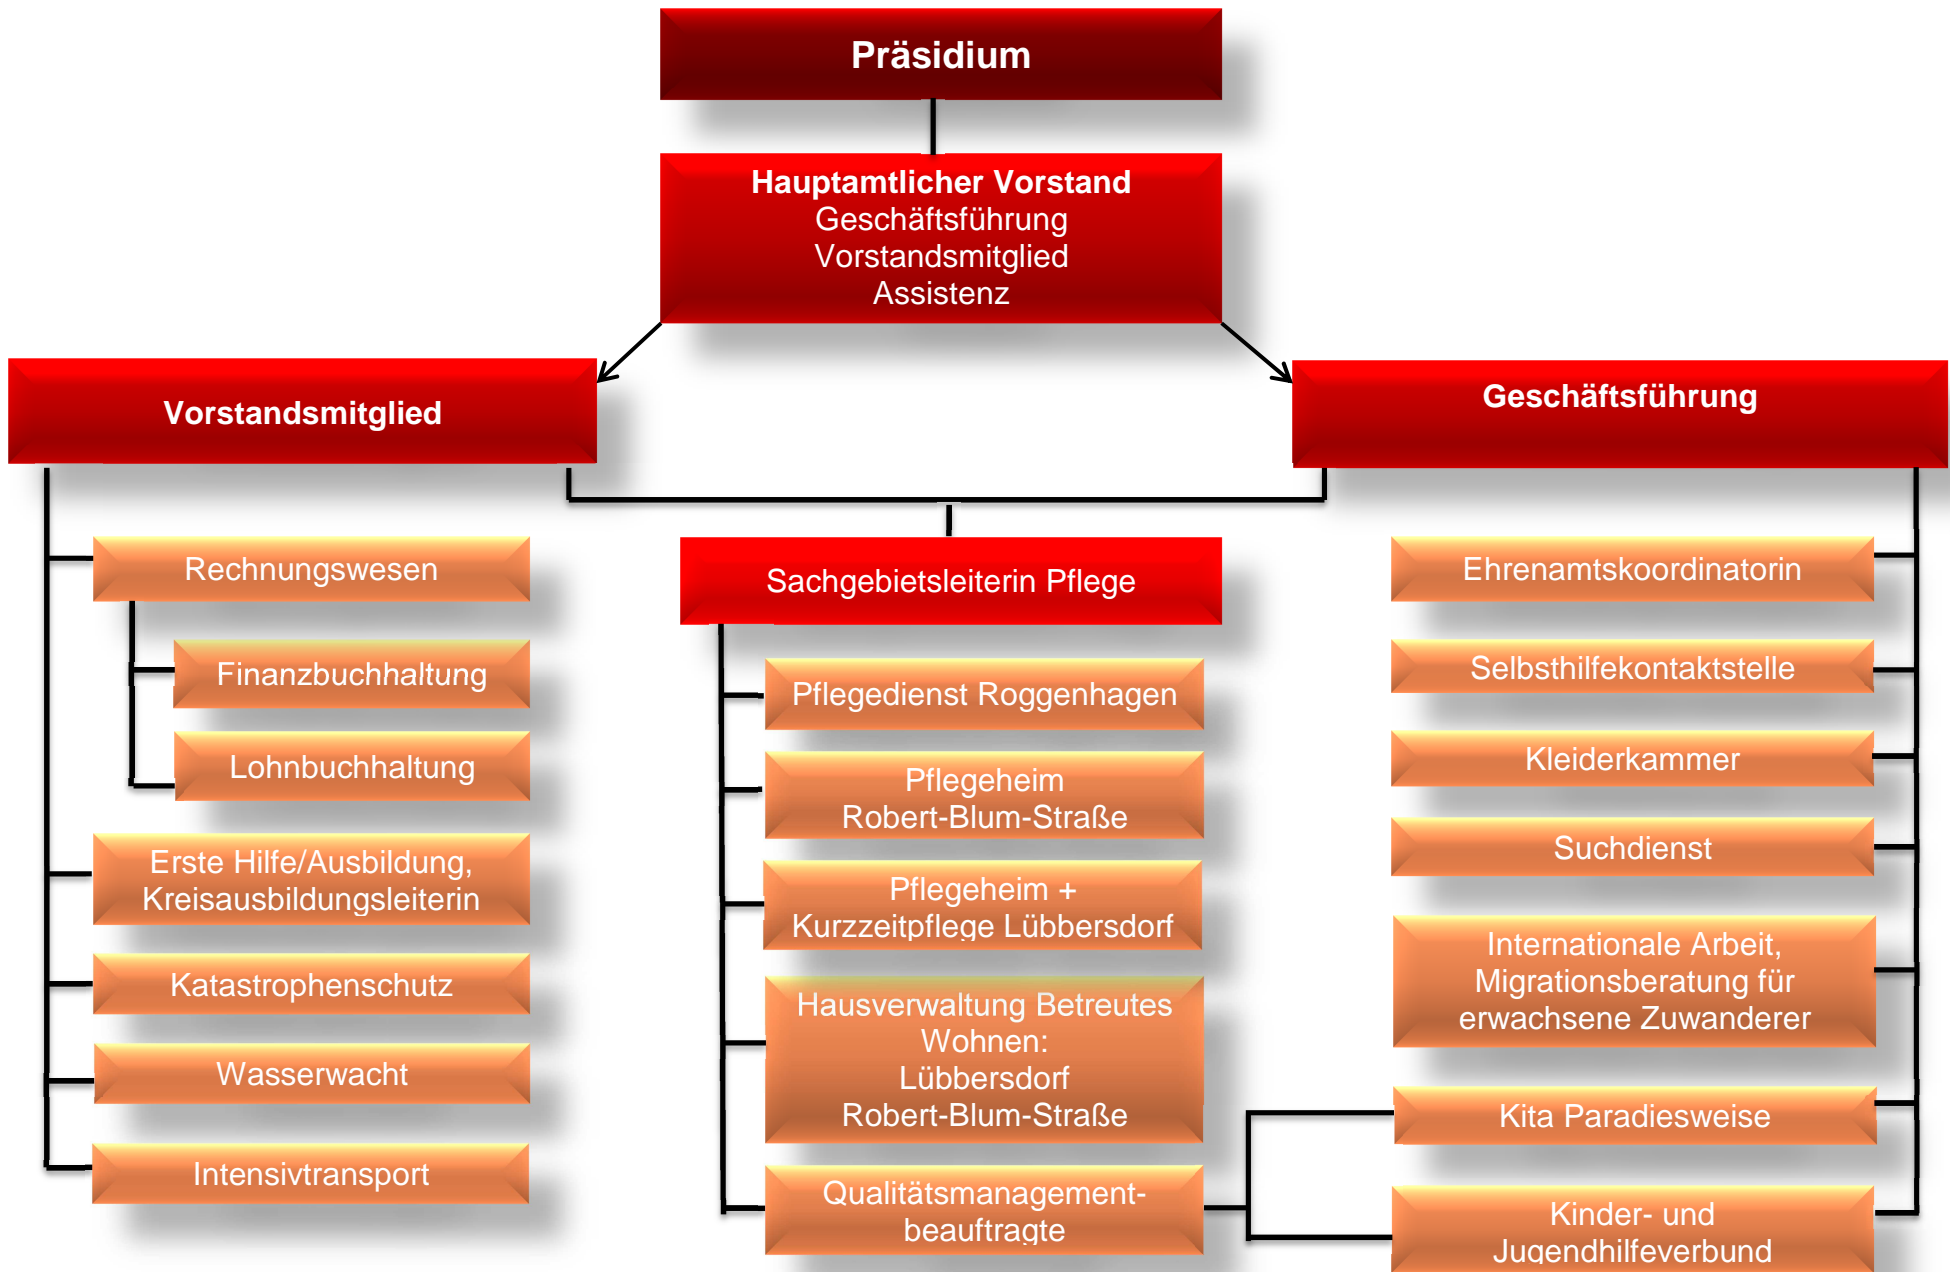 Präsidium
Hauptamtlicher Vorstand
Geschäftsführung
Vorstandsmitglied
Assistenz
Vorstandsmitglied
Geschäftsführung
Rechnungswesen
Finanzbuchhaltung
Lohnbuchhaltung
Erste Hilfe/Ausbildung,
Kreisausbildungsleiterin
Katastrophenschutz
Wasserwacht
Intensivtransport
Sachgebietsleiterin Pflege
Pflegedienst Roggenhagen
Pflegeheim
Robert-Blum-Straße
Pflegeheim +
Kurzzeitpflege Lübbersdorf
Hausverwaltung Betreutes
Wohnen:
Lübbersdorf
Robert-Blum-Straße
Qualitätsmanagement-
beauftragte
Ehrenamtskoordinatorin
Selbsthilfekontaktstelle
Kleiderkammer
Suchdienst
Internationale Arbeit,
Migrationsberatung für
erwachsene Zuwanderer
Kita Paradiesweise
Kinder- und
Jugendhilfeverbund